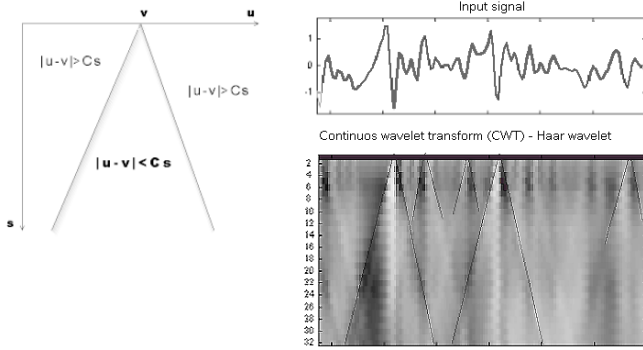 v
u
|u-v|>Cs
|u-v|>Cs
|u-v|<Cs
s
Input signal
1
0
-1
Continuos wavelet transform (CWT) - Haar wavelet
2
4
6
8
10
12
14
16
18
20
22
24
26
28
30
32